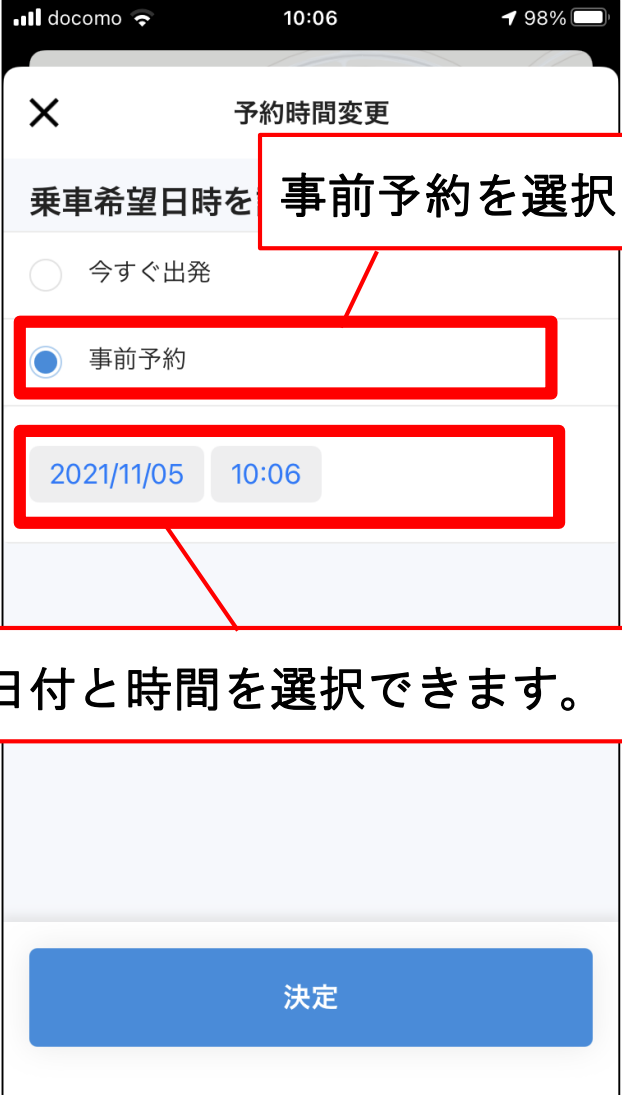 docomo 10:06 98%
予約時間変更
事前予約を選択
乗車希望日時を
今すぐ出発
事前予約
2021/11/05 10:06
日付と時間を選択できます。
決定